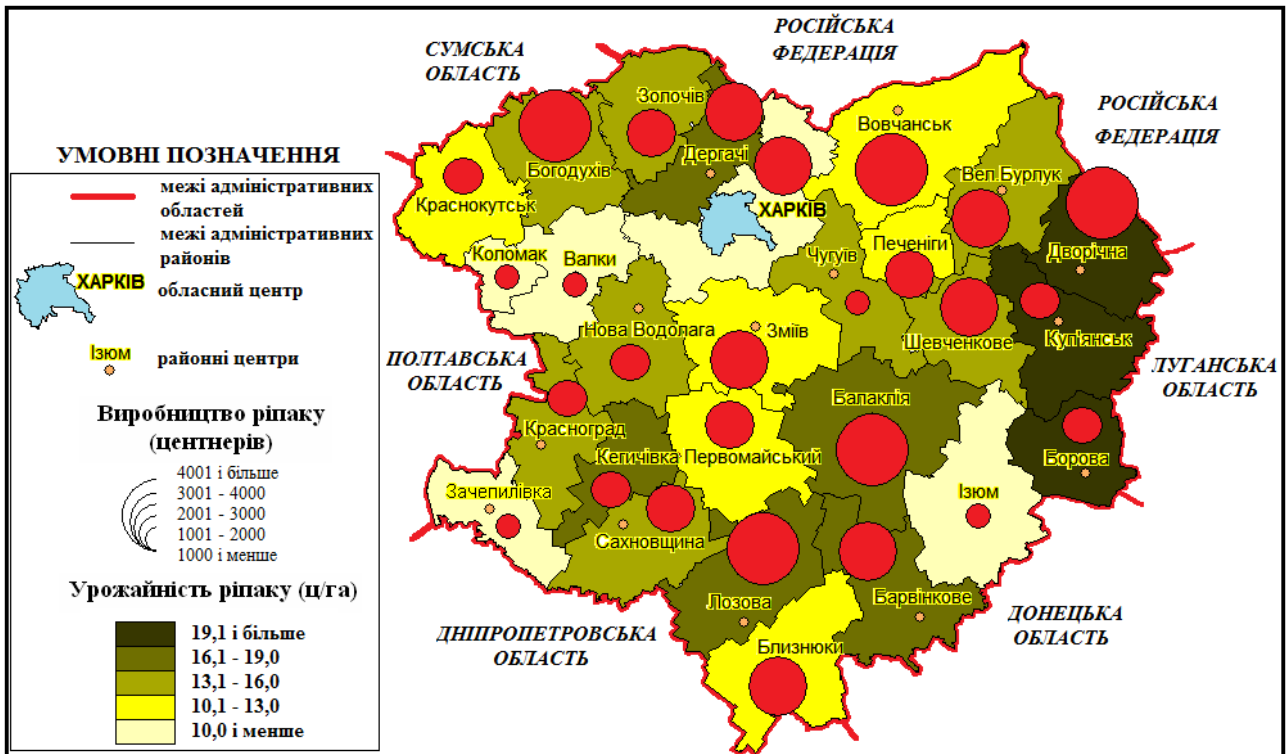 СУМСЬКА
ОБЛАСТЬ
РОСІЙСЬКА
ФЕДЕРАЦІЯ
РОСІЙСЬКА
ФЕДЕРАЦІЯ
УМОВНІ ПОЗНАЧЕННЯ
межі адміністративних
областей
межі адміністративних
районів
ХАРКІВ
обласний центр
Ізюм
районні центри
Виробництво ріпаку
(центнерів)
4001 і більше
3001 - 4000
2001 - 3000
1001 - 2000
1000 і менше
Урожайність ріпаку (ц/га)
19,1 і більше
16,1 - 19,0
13,1 - 16,0
10,1 - 13,0
10,0 і менше
Золочів
Вовчанськ
Дергачі
Богодухів
Вел.Бурлук
Краснокутськ
ХАРКІВ
Печеніги
Дворічна
Коломак
Валки
Чугуїв
Нова Водолага
Зміїв
Шевченкове
Куп'янськ
ПОЛТАВСЬКА
ОБЛАСТЬ
ЛУГАНСЬКА
ОБЛАСТЬ
Балаклія
Красноград
Кегичівка
Первомайський
Борова
Зачепилівка
Ізюм
Сахновщина
Лозова
Барвінкове
ДНІПРОПЕТРОВСЬКА
ОБЛАСТЬ
ДОНЕЦЬКА
ОБЛАСТЬ
Близнюки